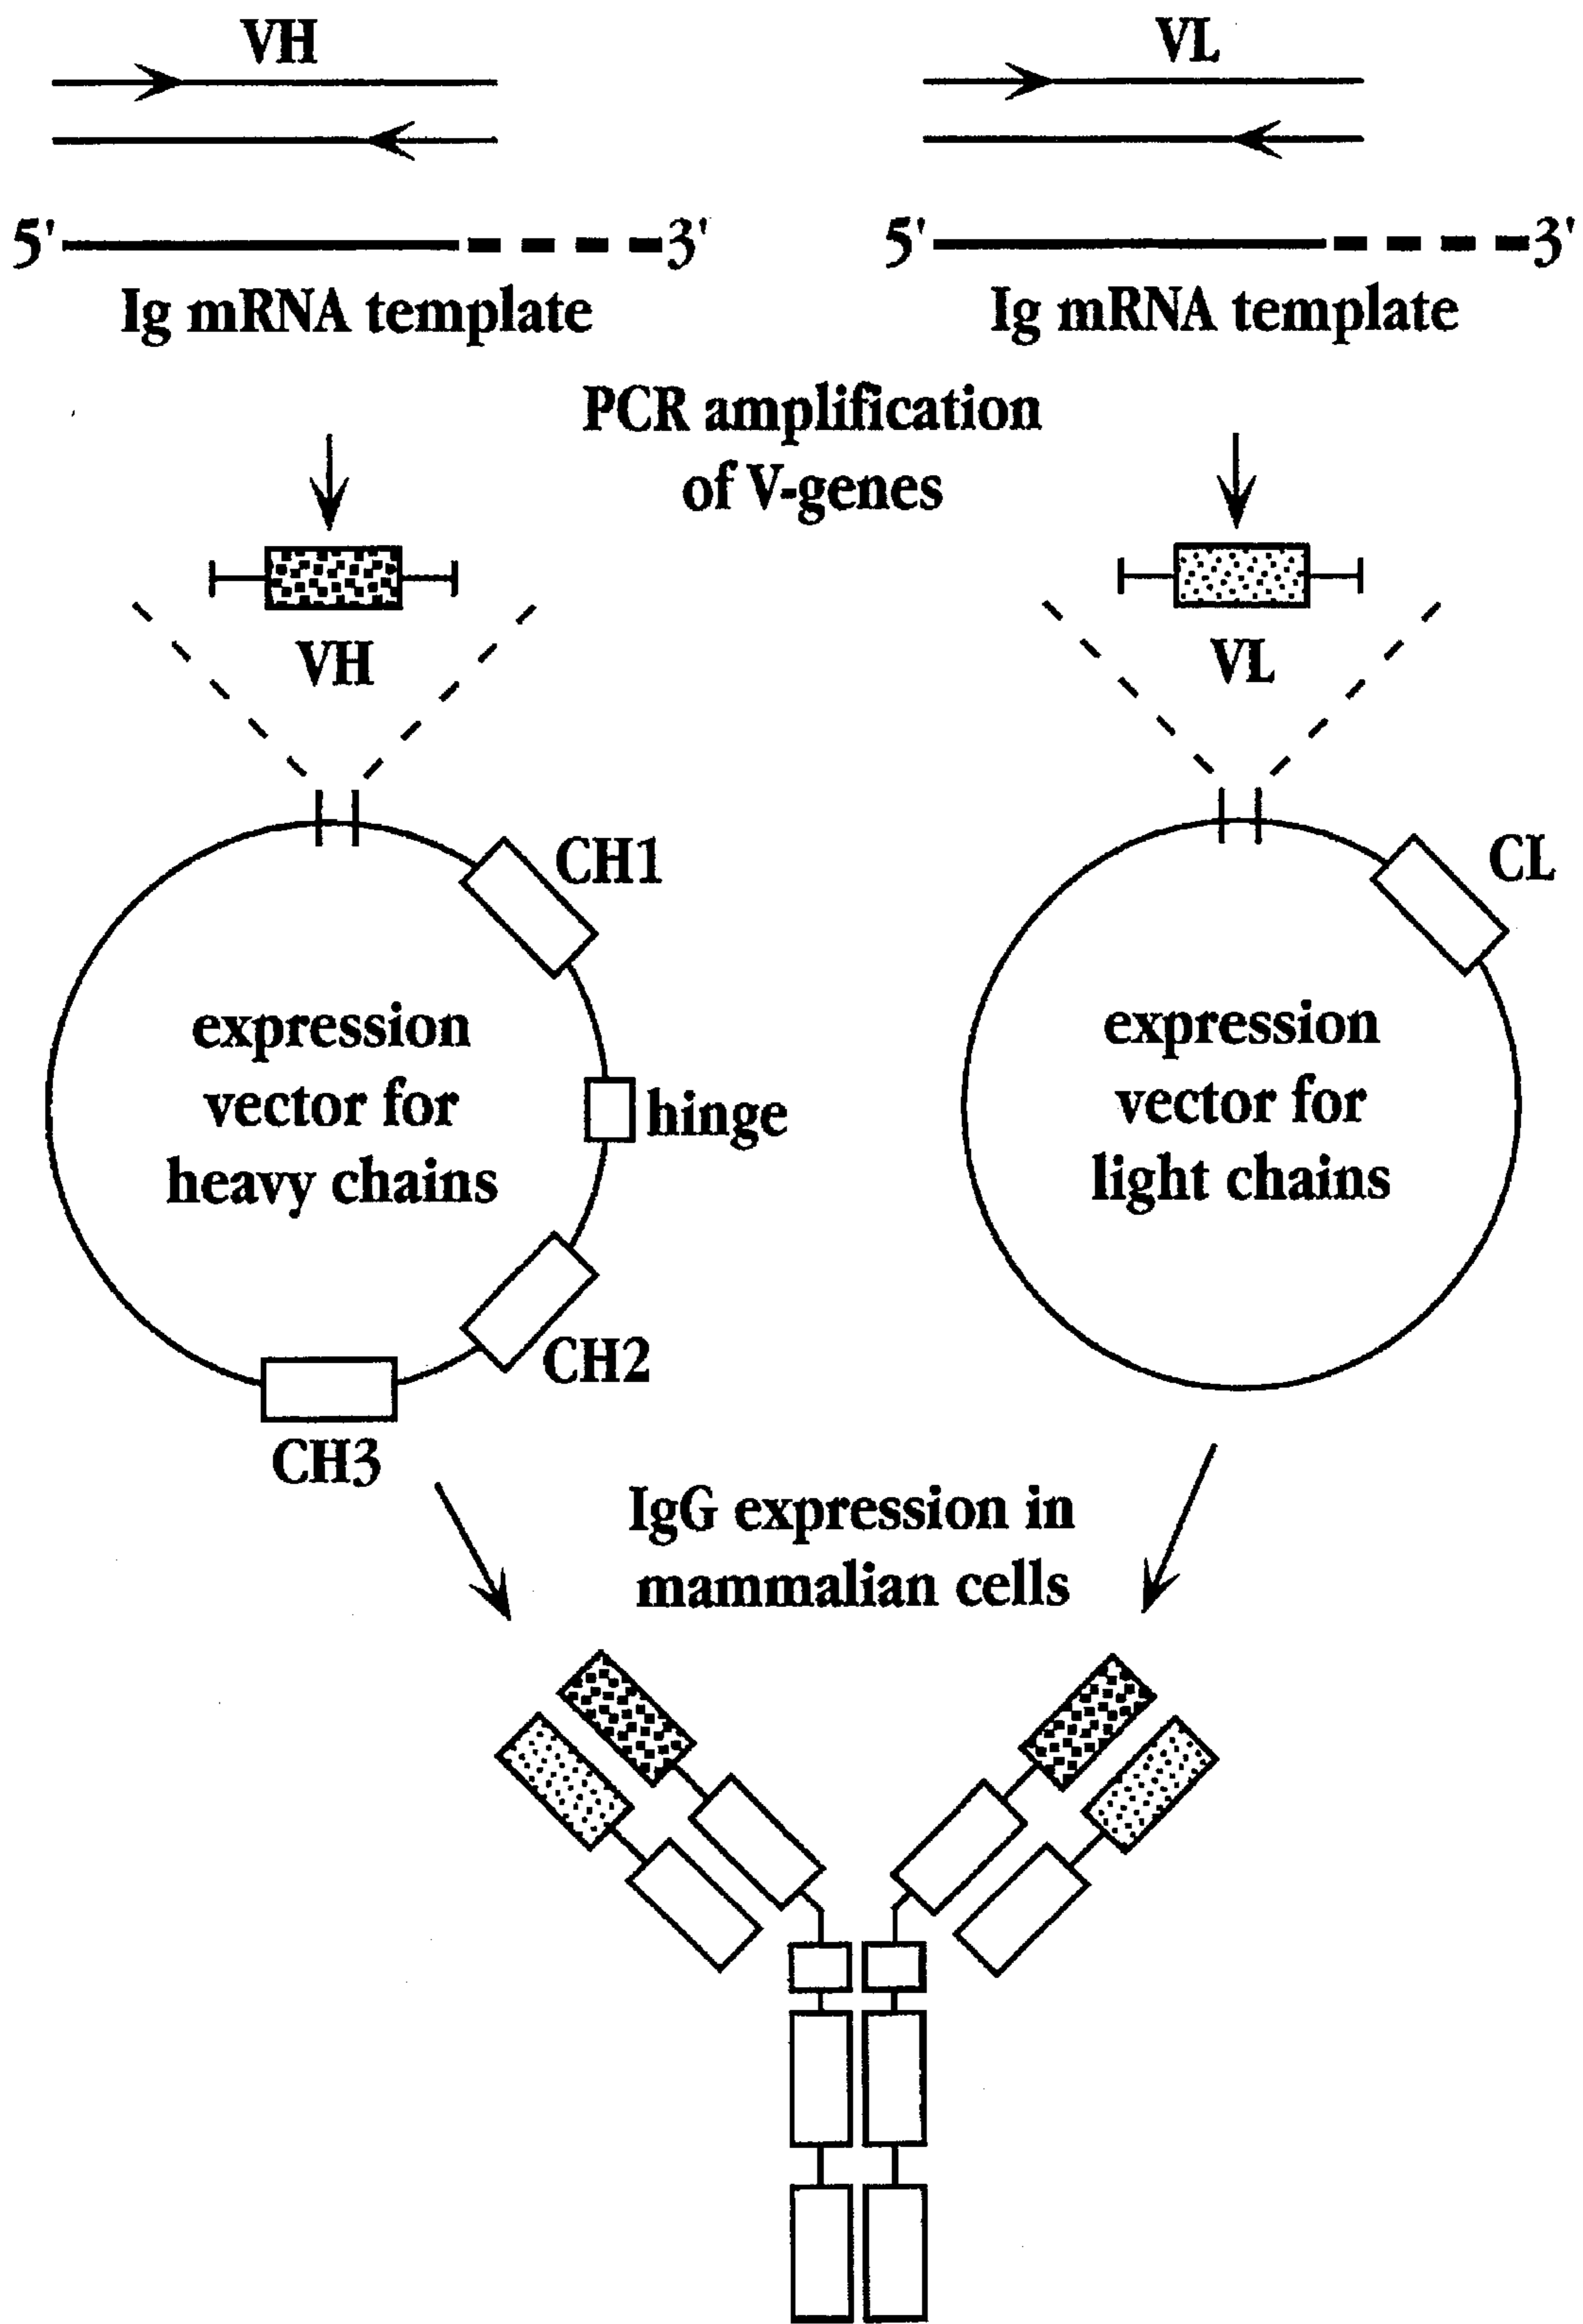 VH
VL
5'
3'
5'
3'
Ig mRNA template
Ig mRNA template
PCR amplification
of V-genes
VH
VL
CH1
CL
expression
vector for
heavy chains
hinge
expression
vector for
light chains
CH2
CH3
IgG expression in
mammalian cells